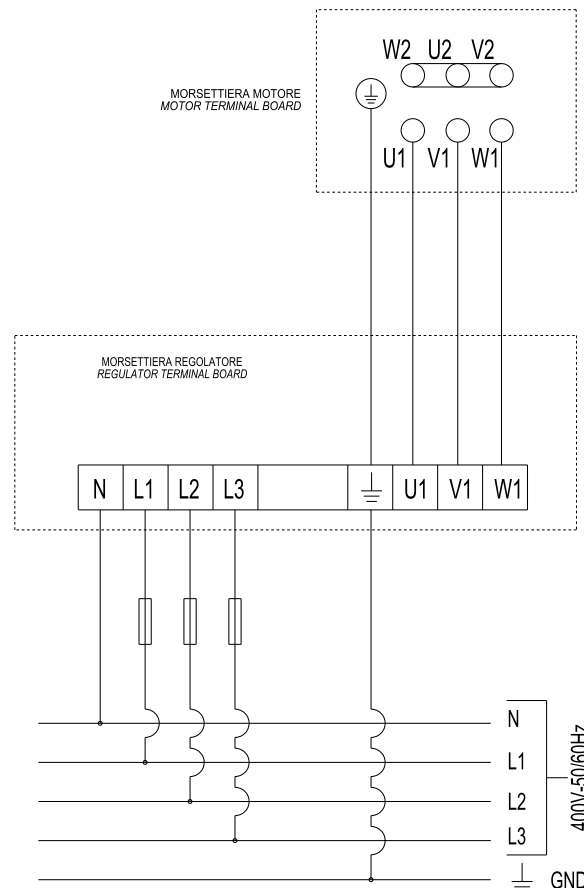 W2 U2 V2
MORSETTIERA MOTORE
MOTOR TERMINAL BOARD
U1 V1 W1
MORSETTIERA REGOLATORE
REGULATOR TERMINAL BOARD
N L1 L2 L3 U1 V1 W1
N
L1
L2
L3
400V-50/60Hz
GND